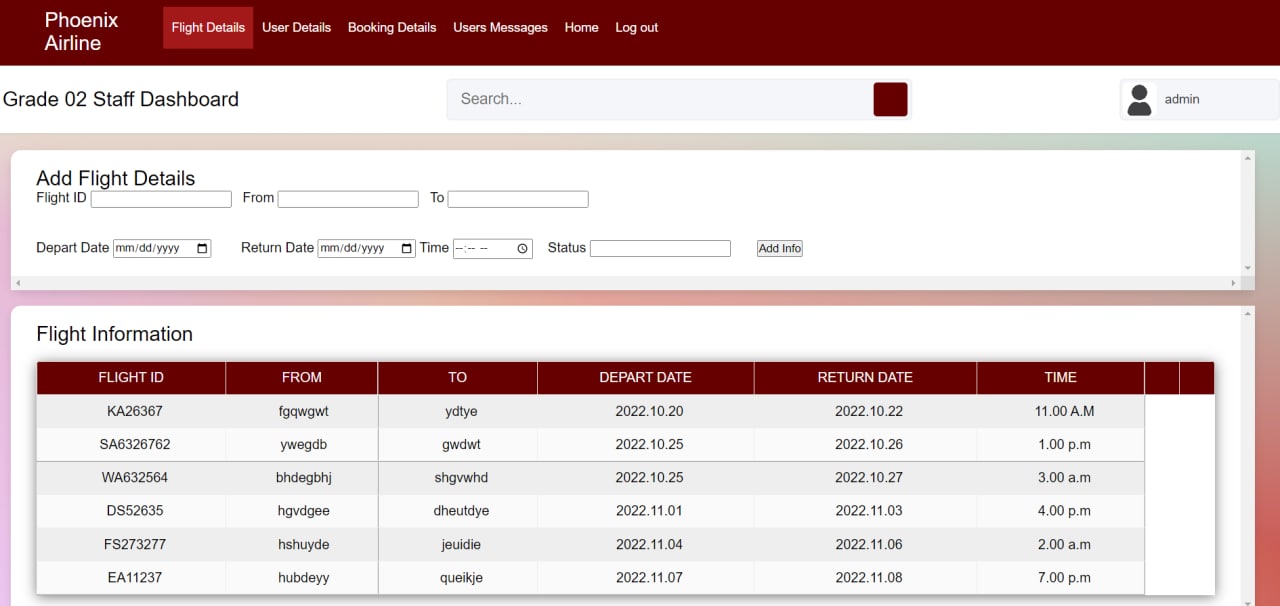 Phoenix Airline
Flight Details User Details Booking Details Users Messages Home Log out
Grade 02 Staff Dashboard Search... admin
Add Flight Details
Flight ID From To
Depart Date mm/dd/yyyy Return Date mm/dd/yyyy Time --:-- -- Status Add Info
Flight Information
FLIGHT ID FROM TO DEPART DATE RETURN DATE TIME
KA26367 fgqwgwt ydtye 2022.10.20 2022.10.22 11.00 A.M
SA6326762 ywegdb gwdwt 2022.10.25 2022.10.26 1.00 p.m
WA632564 bhdegbhj shgvwhd 2022.10.25 2022.10.27 3.00 a.m
DS52635 hgvdgee dheutdye 2022.11.01 2022.11.03 4.00 p.m
FS273277 hshuyde jeuidie 2022.11.04 2022.11.06 2.00 a.m
EA11237 hubdeyy queikje 2022.11.07 2022.11.08 7.00 p.m